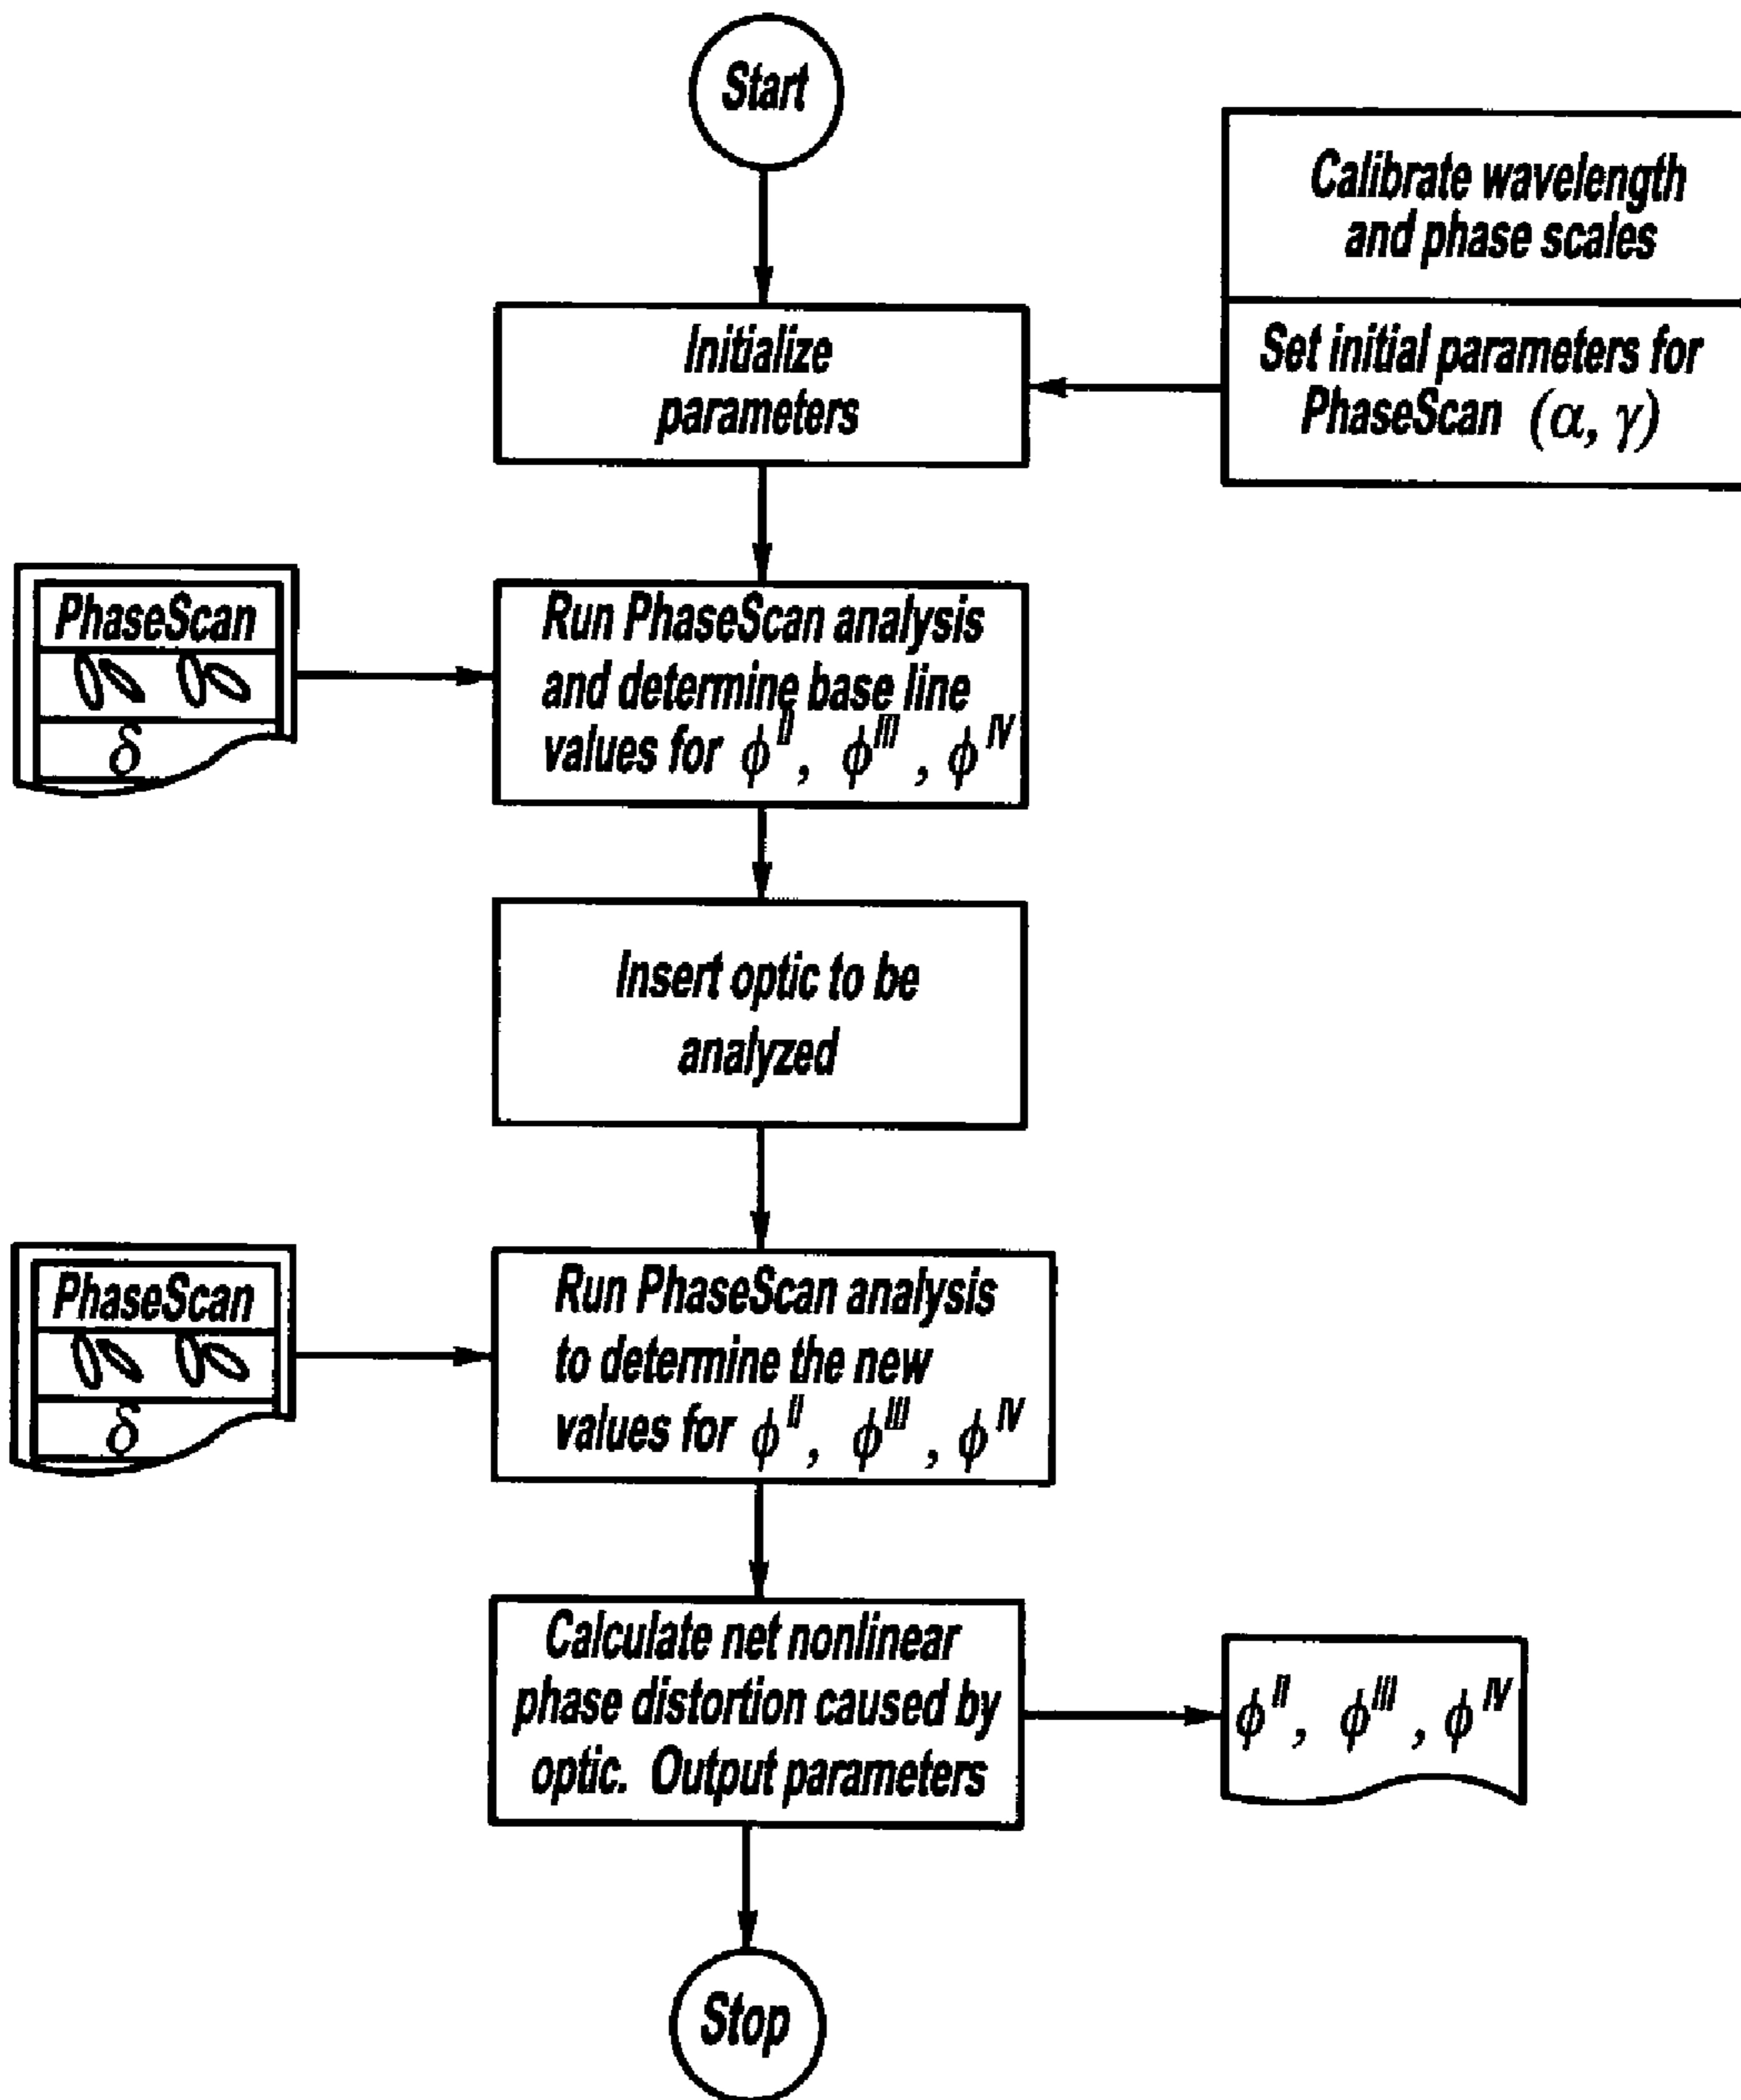 Start
Calibrate wavelength
and phase scales
Initialize
parameters
Set initial parameters for
PhaseScan (α, γ)
PhaseScan
δ
Run PhaseScan analysis
and determine base line
values for ϕ^II, ϕ^III, ϕ^IV
Insert optic to be
analyzed
PhaseScan
δ
Run PhaseScan analysis
to determine the new
values for ϕ^II, ϕ^III, ϕ^IV
Calculate net nonlinear
phase distortion caused by
optic. Output parameters
ϕ^II, ϕ^III, ϕ^IV
Stop